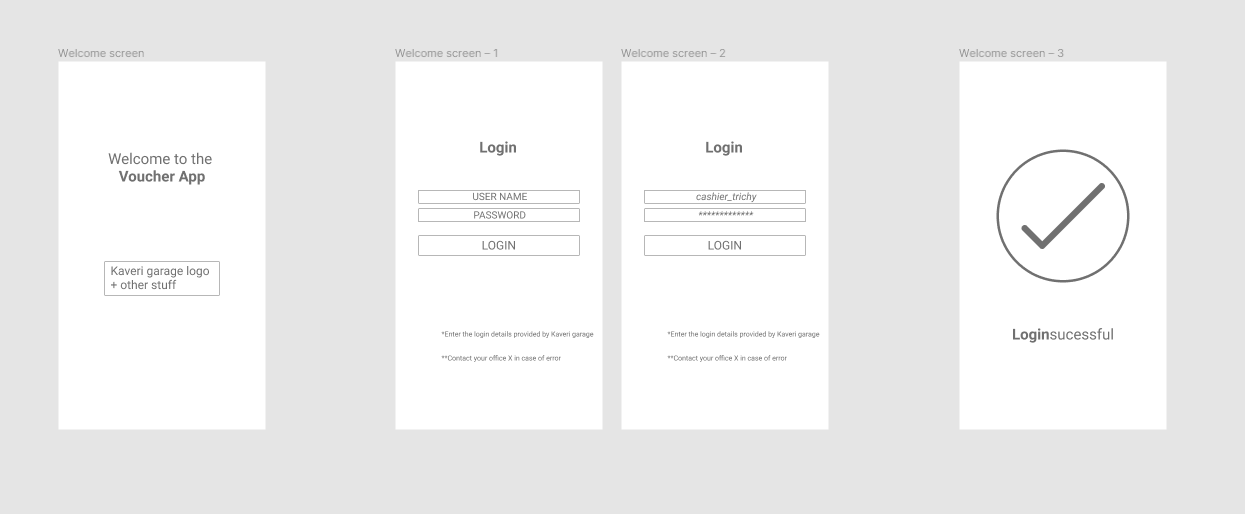 Welcome screen
Welcome to the
Voucher App
Kaveri garage logo
+ other stuff
Welcome screen – 1
Login
USER NAME
PASSWORD
LOGIN
*Enter the login details provided by Kaveri garage
**Contact your office X in case of error
Welcome screen – 2
Login
cashier_trichy
*************
LOGIN
*Enter the login details provided by Kaveri garage
**Contact your office X in case of error
Welcome screen – 3
Loginsucessful